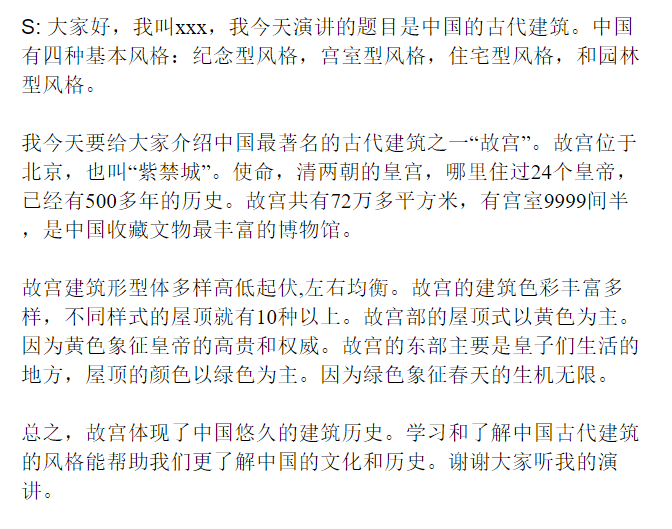 S: 大家好，我叫xxx，我今天演讲的题目是中国的古代建筑。中国
有四种基本风格：纪念型风格，宫室型风格，住宅型风格，和园林
型风格。
我今天要给大家介绍中国最著名的古代建筑之一“故宫”。故宫位于
北京，也叫“紫禁城”。使命，清两朝的皇宫，哪里住过24个皇帝，
已经有500多年的历史。故宫共有72万多平方米，有宫室9999间半
，是中国收藏文物最丰富的博物馆。
故宫建筑形型体多样高低起伏,左右均衡。故宫的建筑色彩丰富多
样，不同样式的屋顶就有10种以上。故宫部的屋顶式以黄色为主。
因为黄色象征皇帝的高贵和权威。故宫的东部主要是皇子们生活的
地方，屋顶的颜色以绿色为主。因为绿色象征春天的生机无限。
总之，故宫体现了中国悠久的建筑历史。学习和了解中国古代建筑
的风格能帮助我们更了解中国的文化和历史。谢谢大家听我的演
讲。